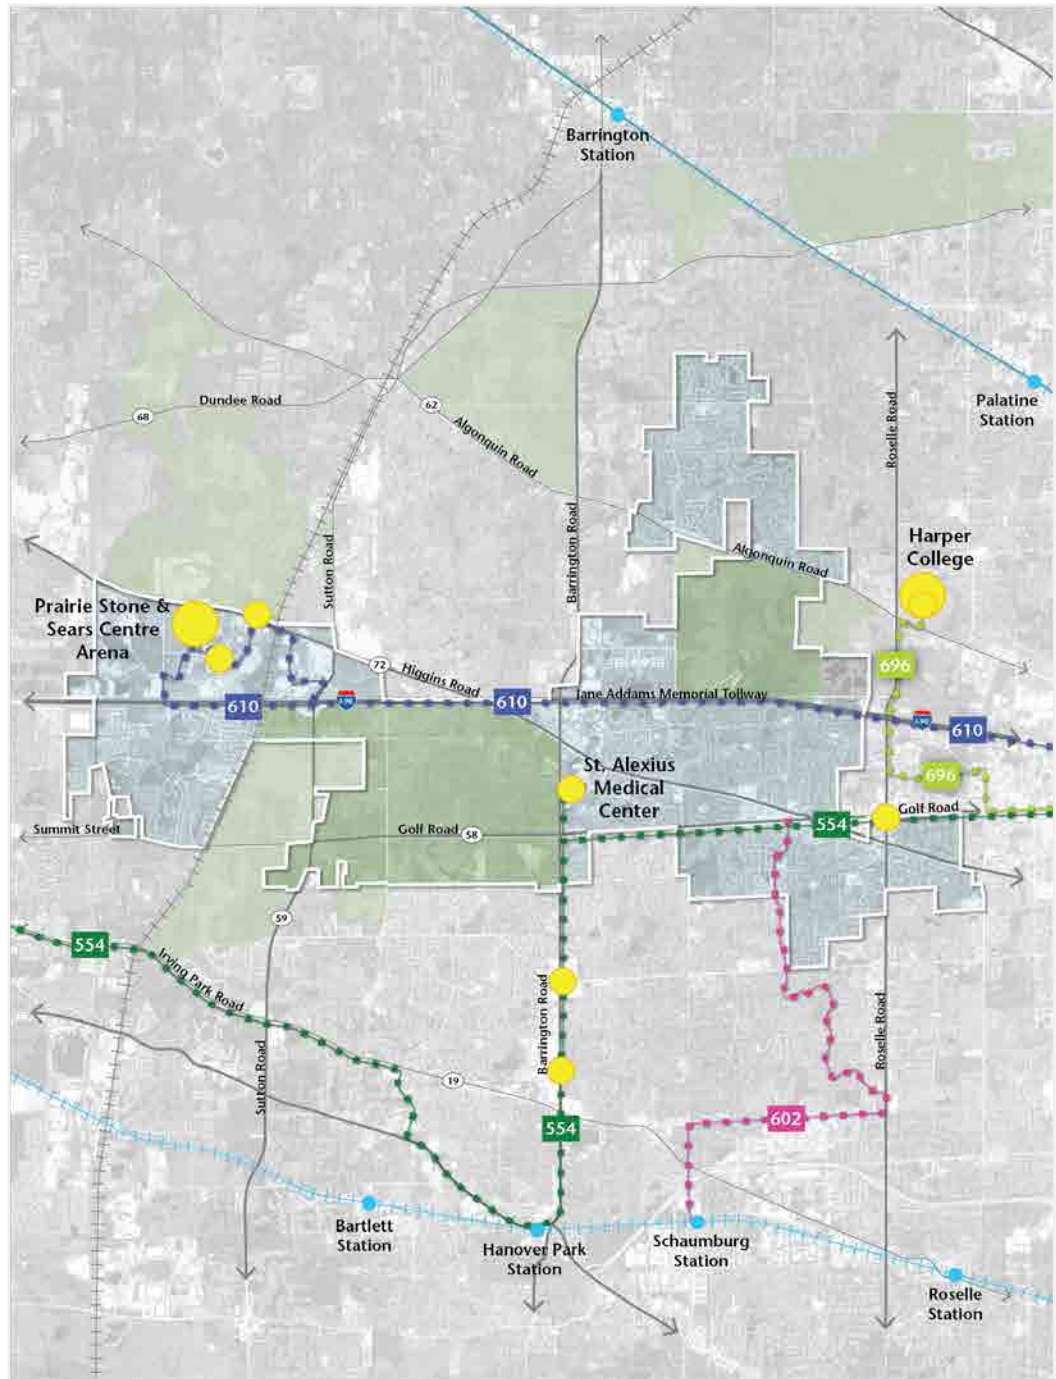 Barrington
Station
Palatine
Station
Roselle Road
Dundee Road
68
62
Algonquin Road
Harper
College
Barrington Road
Sutton Road
Algonquin Road
Prairie Stone &
Sears Centre
Arena
696
72
Higgins Road
Jane Addams Memorial Tollway
610
610
610
St. Alexius
Medical
Center
696
Golf Road
Summit Street
Golf Road
58
554
59
554
Irving Park Road
Barrington Road
Roselle Road
Sutton Road
19
602
554
Bartlett
Station
Hanover Park
Station
Schaumburg
Station
Roselle
Station